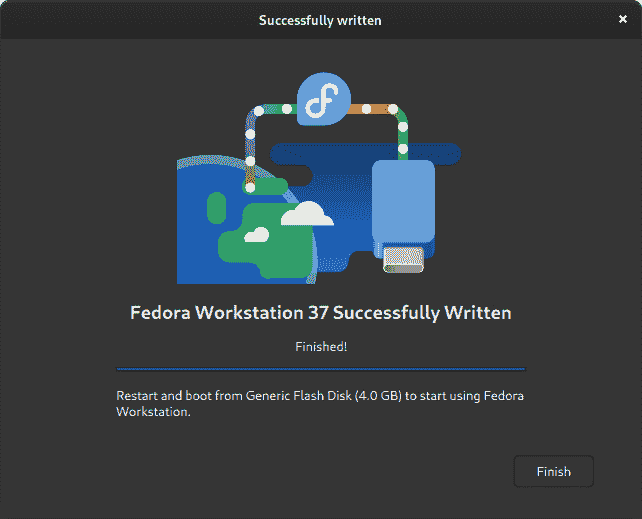 Successfully written
Fedora Workstation 37 Successfully Written
Finished!
Restart and boot from Generic Flash Disk (4.0 GB) to start using Fedora
Workstation.
Finish